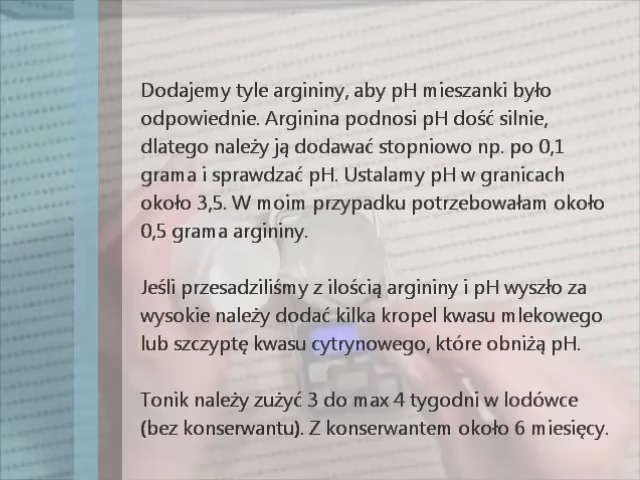 Dodajemy tyle argininy, aby pH mieszanki było
odpowiednie. Arginina podnosi pH dość silnie,
dlatego należy ją dodawać stopniowo np. po 0,1
grama i sprawdzać pH. Ustalamy pH w granicach
około 3,5. W moim przypadku potrzebowałam około
0,5 grama argininy.

Jeśli przesadziliśmy z ilością argininy i pH wyszło za
wysokie należy dodać kilka kropel kwasu mlekowego
lub szczyptę kwasu cytrynowego, które obniżą pH.

Tonik należy zużyć 3 do max 4 tygodni w lodówce
(bez konserwantu). Z konserwantem około 6 miesięcy.